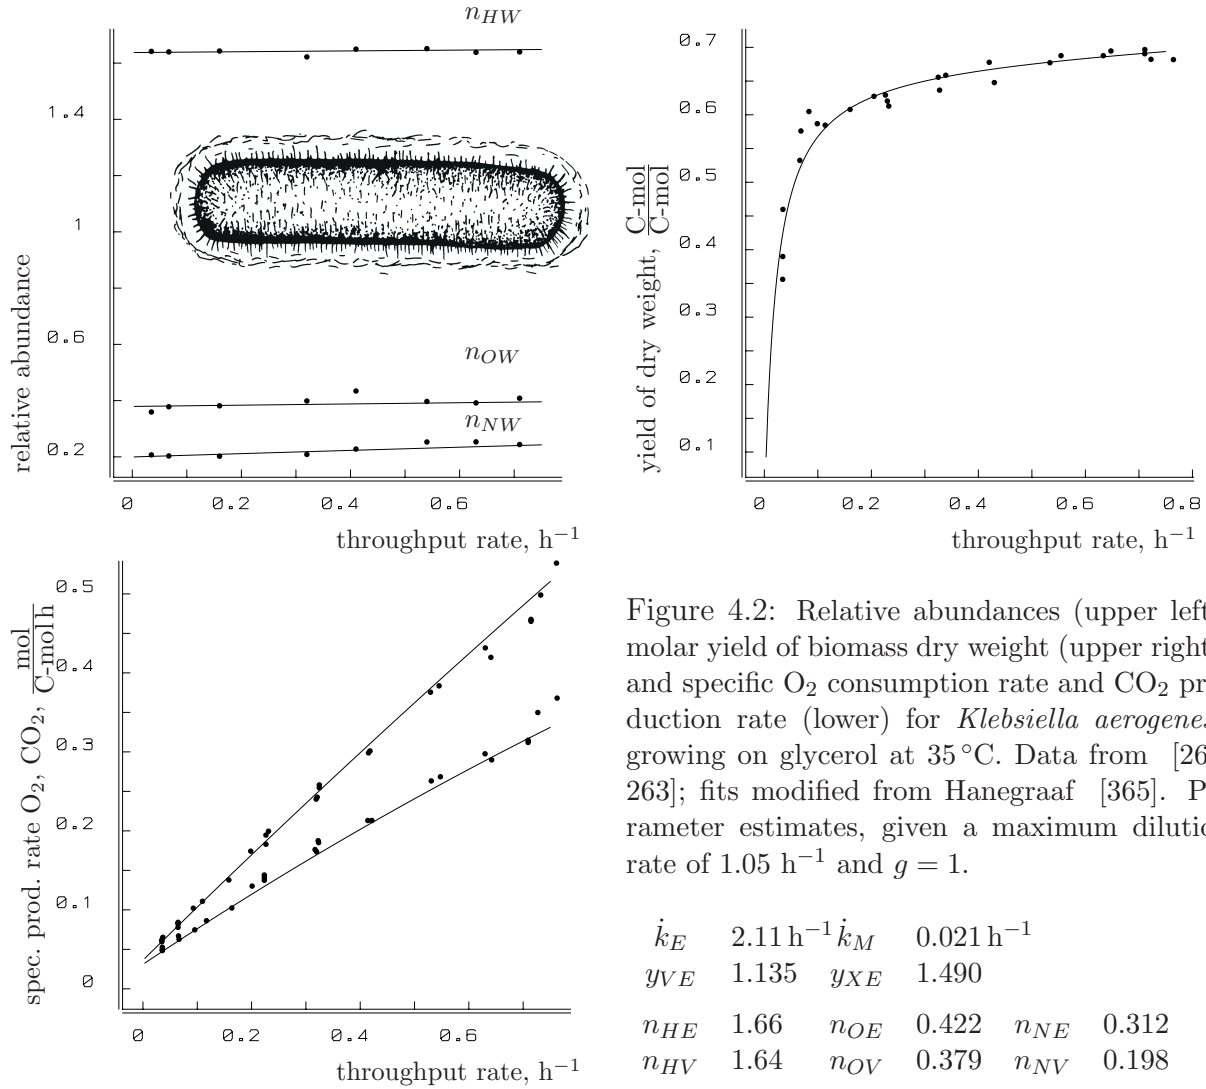 n_HW
1.4
1
0.6
n_OW
n_NW
0.2
relative abundance
0 0.2 0.4 0.6
throughput rate, h⁻¹
0.7
0.6
0.5
0.4
0.3
0.2
0.1
yield of dry weight, C-mol/C-mol
0 0.2 0.4 0.6 0.8
throughput rate, h⁻¹
0.5
0.4
0.3
0.2
0.1
0
spec. prod. rate O₂, CO₂, mol/C-mol h
0 0.2 0.4 0.6
throughput rate, h⁻¹
Figure 4.2: Relative abundances (upper left
molar yield of biomass dry weight (upper right
and specific O₂ consumption rate and CO₂ pr
duction rate (lower) for Klebsiella aerogenes
growing on glycerol at 35 °C. Data from [26
263]; fits modified from Hanegraaf [365]. P
rameter estimates, given a maximum dilutio
rate of 1.05 h⁻¹ and g = 1.
k̇_E 2.11 h⁻¹ k̇_M 0.021 h⁻¹
y_VE 1.135 y_XE 1.490
n_HE 1.66 n_OE 0.422 n_NE 0.312
n_HV 1.64 n_OV 0.379 n_NV 0.198